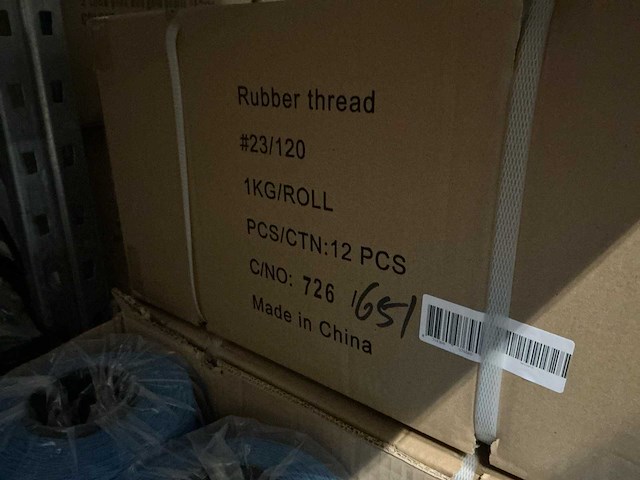 Rubber thread
#23/120
1KG/ROLL
PCS/CTN:12 PCS
C/NO: 726 1651
Made in China